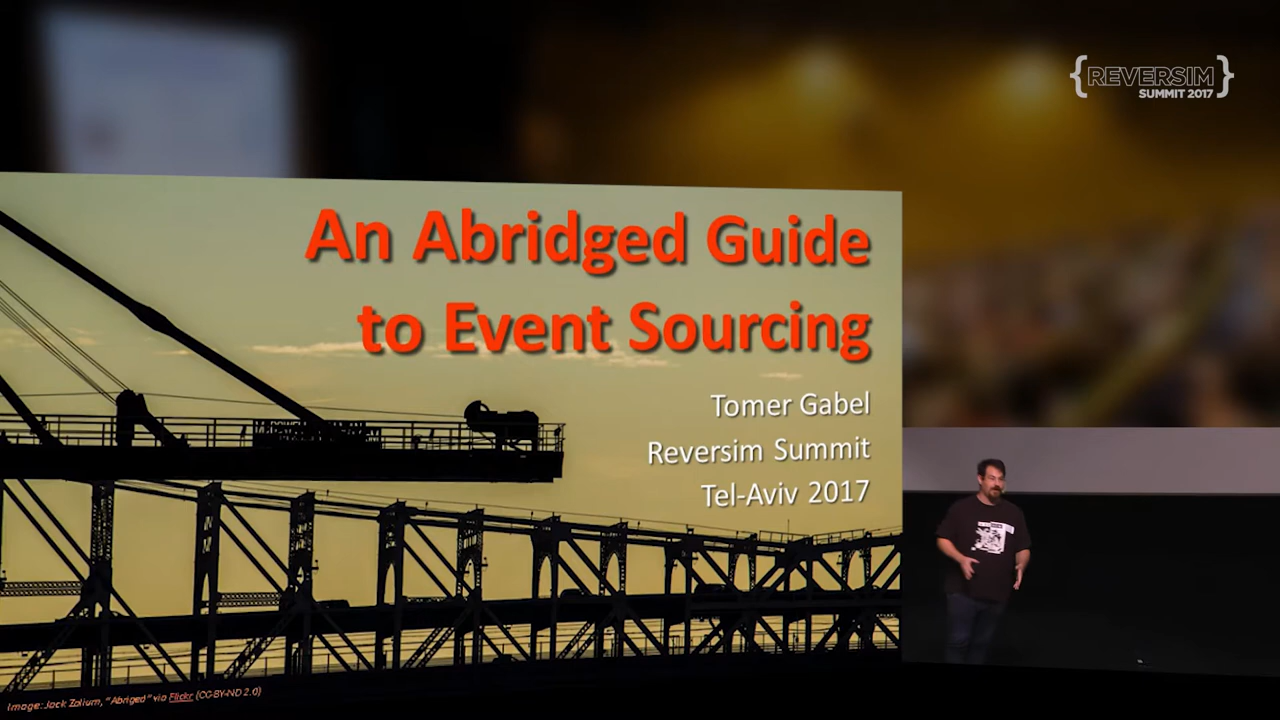 {REVERSIM}
SUMMIT 2017
An Abridged Guide
to Event Sourcing
Tomer Gabel
Reversim Summit
Tel-Aviv 2017
Image: Jack Zalium, “Abriged” via Flickr (CC-BY-ND 2.0)